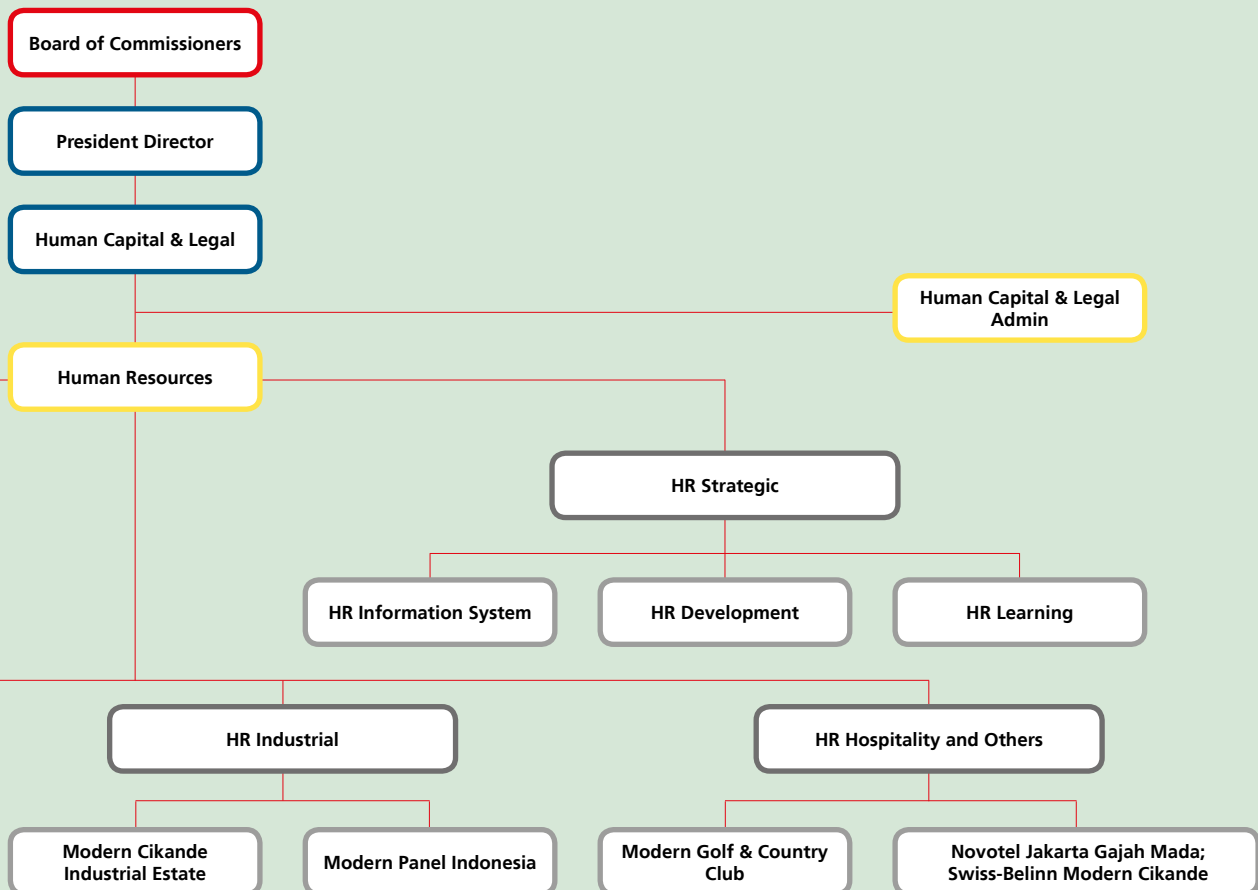 Board of Commissioners
President Director
Human Capital & Legal
Human Capital & Legal
Admin
Human Resources
HR Strategic
HR Information System
HR Development
HR Learning
HR Industrial
HR Hospitality and Others
Modern Cikande
Industrial Estate
Modern Panel Indonesia
Modern Golf & Country
Club
Novotel Jakarta Gajah Mada;
Swiss-Belinn Modern Cikande